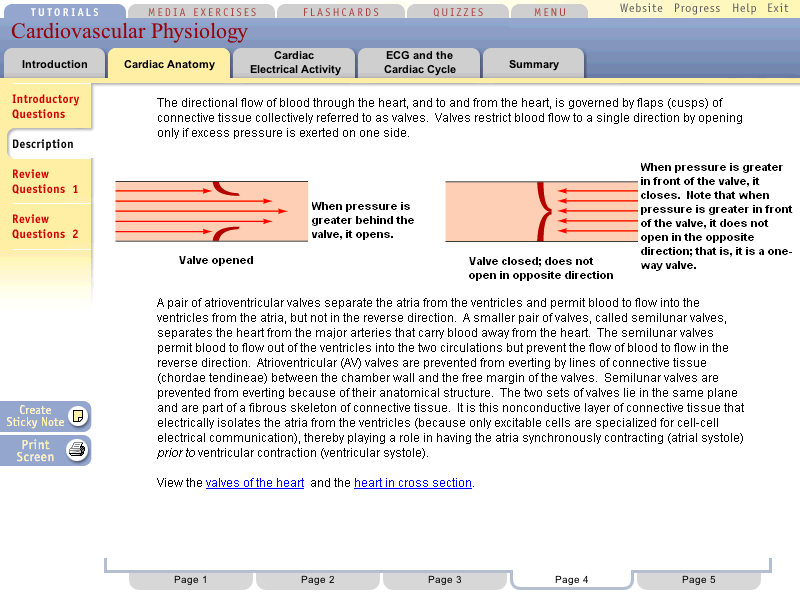 TUTORIALS
MEDIA EXERCISES
FLASHCARDS
QUIZZES
MENU
Website Progress Help Exit
Cardiovascular Physiology
Introduction
Cardiac Anatomy
Cardiac
Electrical Activity
ECG and the
Cardiac Cycle
Summary
Introductory
Questions
Description
Review
Questions 1
Review
Questions 2
The directional flow of blood through the heart, and to and from the heart, is governed by flaps (cusps) of
connective tissue collectively referred to as valves. Valves restrict blood flow to a single direction by opening
only if excess pressure is exerted on one side.
When pressure is
greater behind the
valve, it opens.
Valve opened
When pressure is greater
in front of the valve, it
closes. Note that when
pressure is greater in front
of the valve, it does not
open in the opposite
direction; that is, it is a one-
way valve.
Valve closed; does not
open in opposite direction
A pair of atrioventricular valves separate the atria from the ventricles and permit blood to flow into the
ventricles from the atria, but not in the reverse direction. A smaller pair of valves, called semilunar valves,
separates the heart from the major arteries that carry blood away from the heart. The semilunar valves
permit blood to flow out of the ventricles into the two circulations but prevent the flow of blood to flow in the
reverse direction. Atrioventricular (AV) valves are prevented from everting by lines of connective tissue
(chordae tendineae) between the chamber wall and the free margin of the valves. Semilunar valves are
prevented from everting because of their anatomical structure. The two sets of valves lie in the same plane
and are part of a fibrous skeleton of connective tissue. It is this nonconductive layer of connective tissue that
electrically isolates the atria from the ventricles (because only excitable cells are specialized for cell-cell
electrical communication), thereby playing a role in having the atria synchronously contracting (atrial systole)
prior to ventricular contraction (ventricular systole).
View the valves of the heart and the heart in cross section.
Create
Sticky Note
Print
Screen
Page 1
Page 2
Page 3
Page 4
Page 5